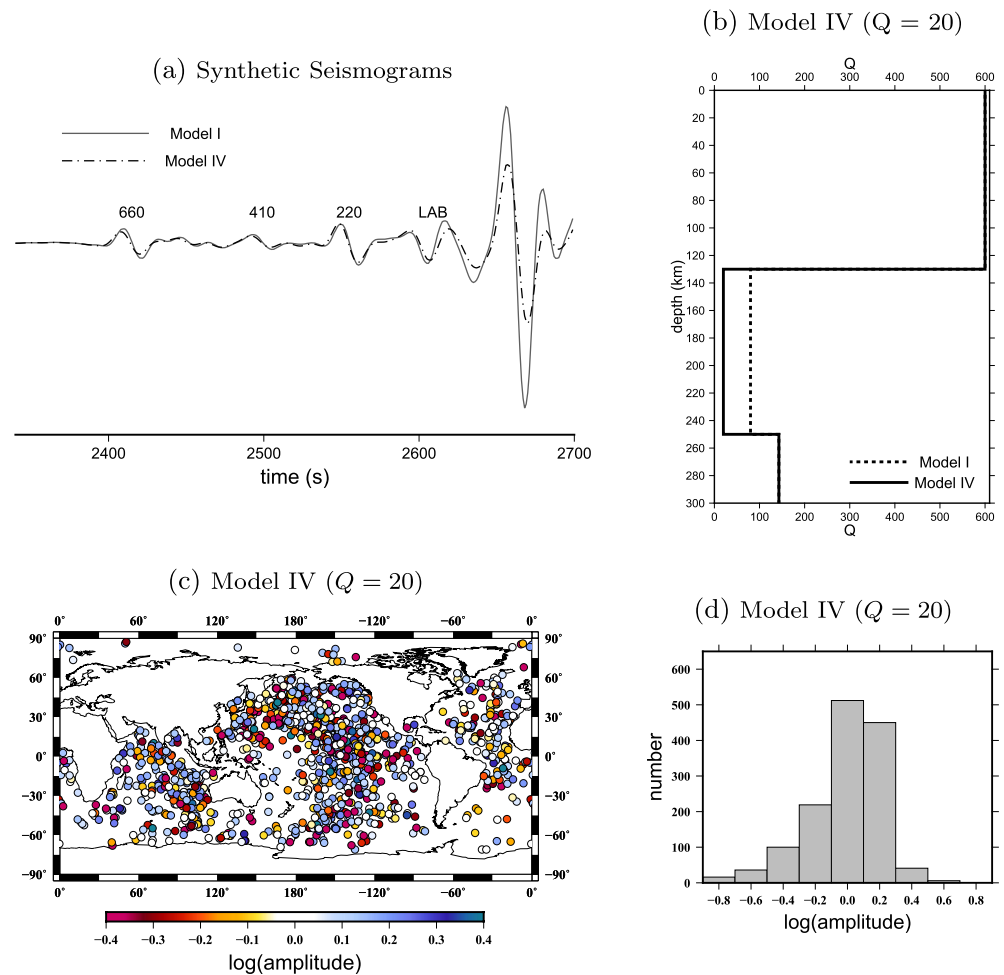 (a) Synthetic Seismograms
Model I
Model IV
660 410 220 LAB
2400 2500 2600 2700
time (s)
(b) Model IV (Q = 20)
Q
0 100 200 300 400 500 600
0
20
40
60
80
100
120
140
160
180
200
220
240
260
280
300
depth (km)
Model I
Model IV
0 100 200 300 400 500 600
Q
(c) Model IV (Q = 20)
0° 60° 120° 180° −120° −60° 0°
90° 90°
60° 60°
30° 30°
0° 0°
−30° −30°
−60° −60°
−90° −90°
0° 60° 120° 180° −120° −60° 0°
−0.4 −0.3 −0.2 −0.1 0.0 0.1 0.2 0.3 0.4
log(amplitude)
(d) Model IV (Q = 20)
600
500
400
300
200
100
0
number
−0.8 −0.6 −0.4 −0.2 0.0 0.2 0.4 0.6 0.8
log(amplitude)